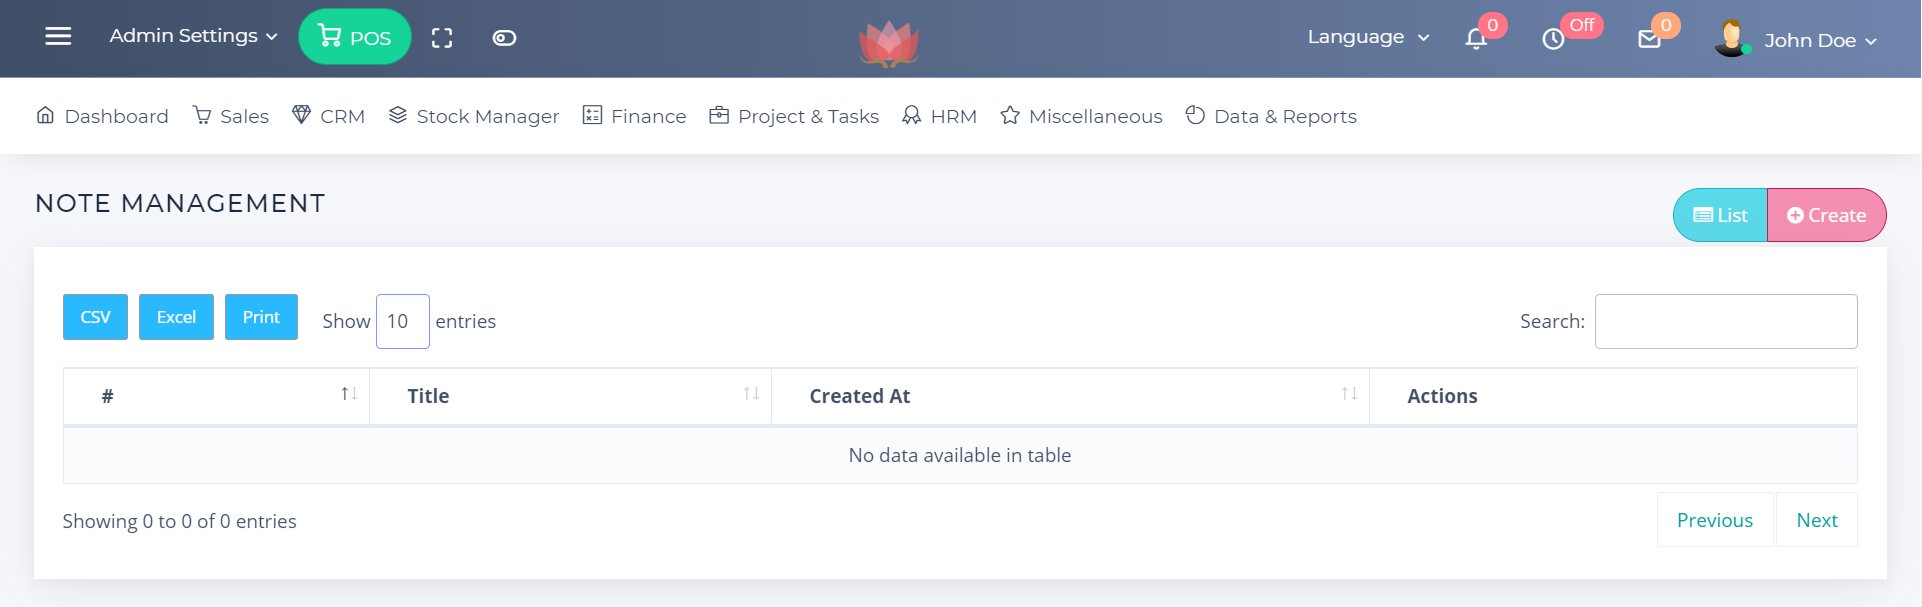 Admin Settings POS Language 0 Off 0 John Doe
Dashboard Sales CRM Stock Manager Finance Project & Tasks HRM Miscellaneous Data & Reports
NOTE MANAGEMENT
List Create
CSV Excel Print Show 10 entries Search:
# Title Created At Actions
No data available in table
Showing 0 to 0 of 0 entries
Previous Next